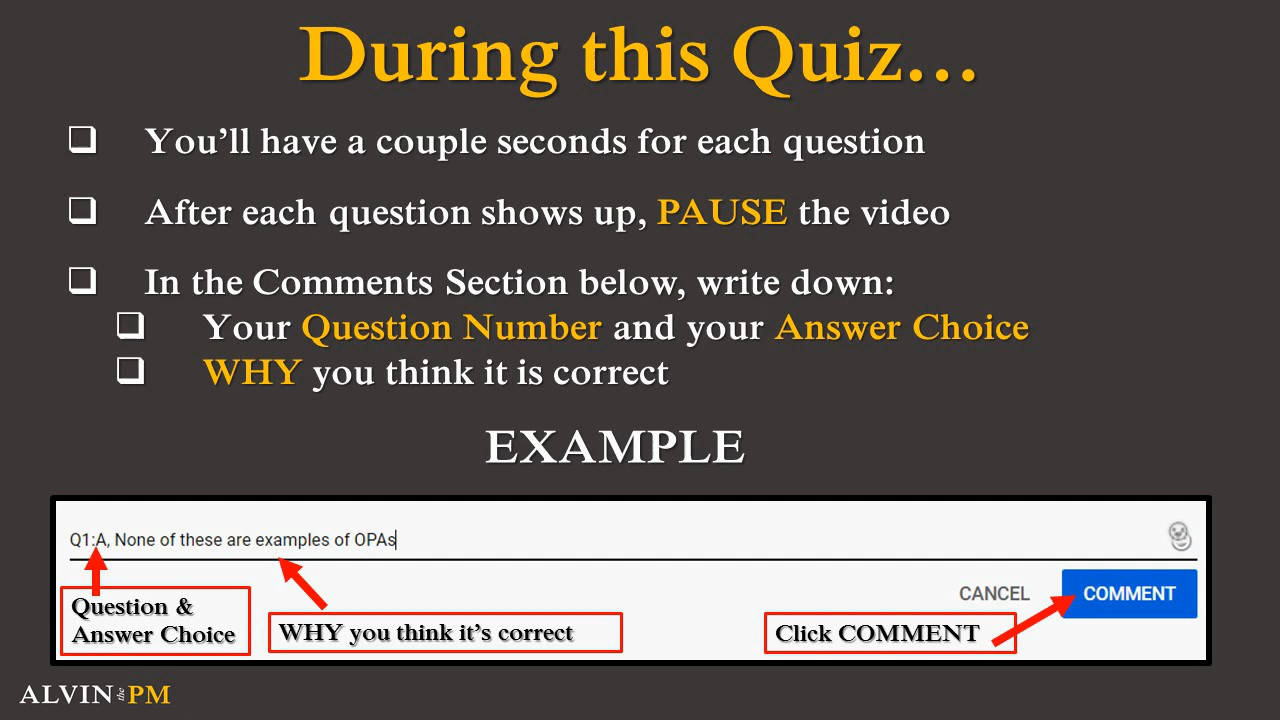 During this Quiz…
You’ll have a couple seconds for each question
After each question shows up, PAUSE the video
In the Comments Section below, write down:
Your Question Number and your Answer Choice
WHY you think it is correct
EXAMPLE
Q1:A, None of these are examples of OPAs
CANCEL
COMMENT
Question &
Answer Choice
WHY you think it’s correct
Click COMMENT
ALVIN the PM